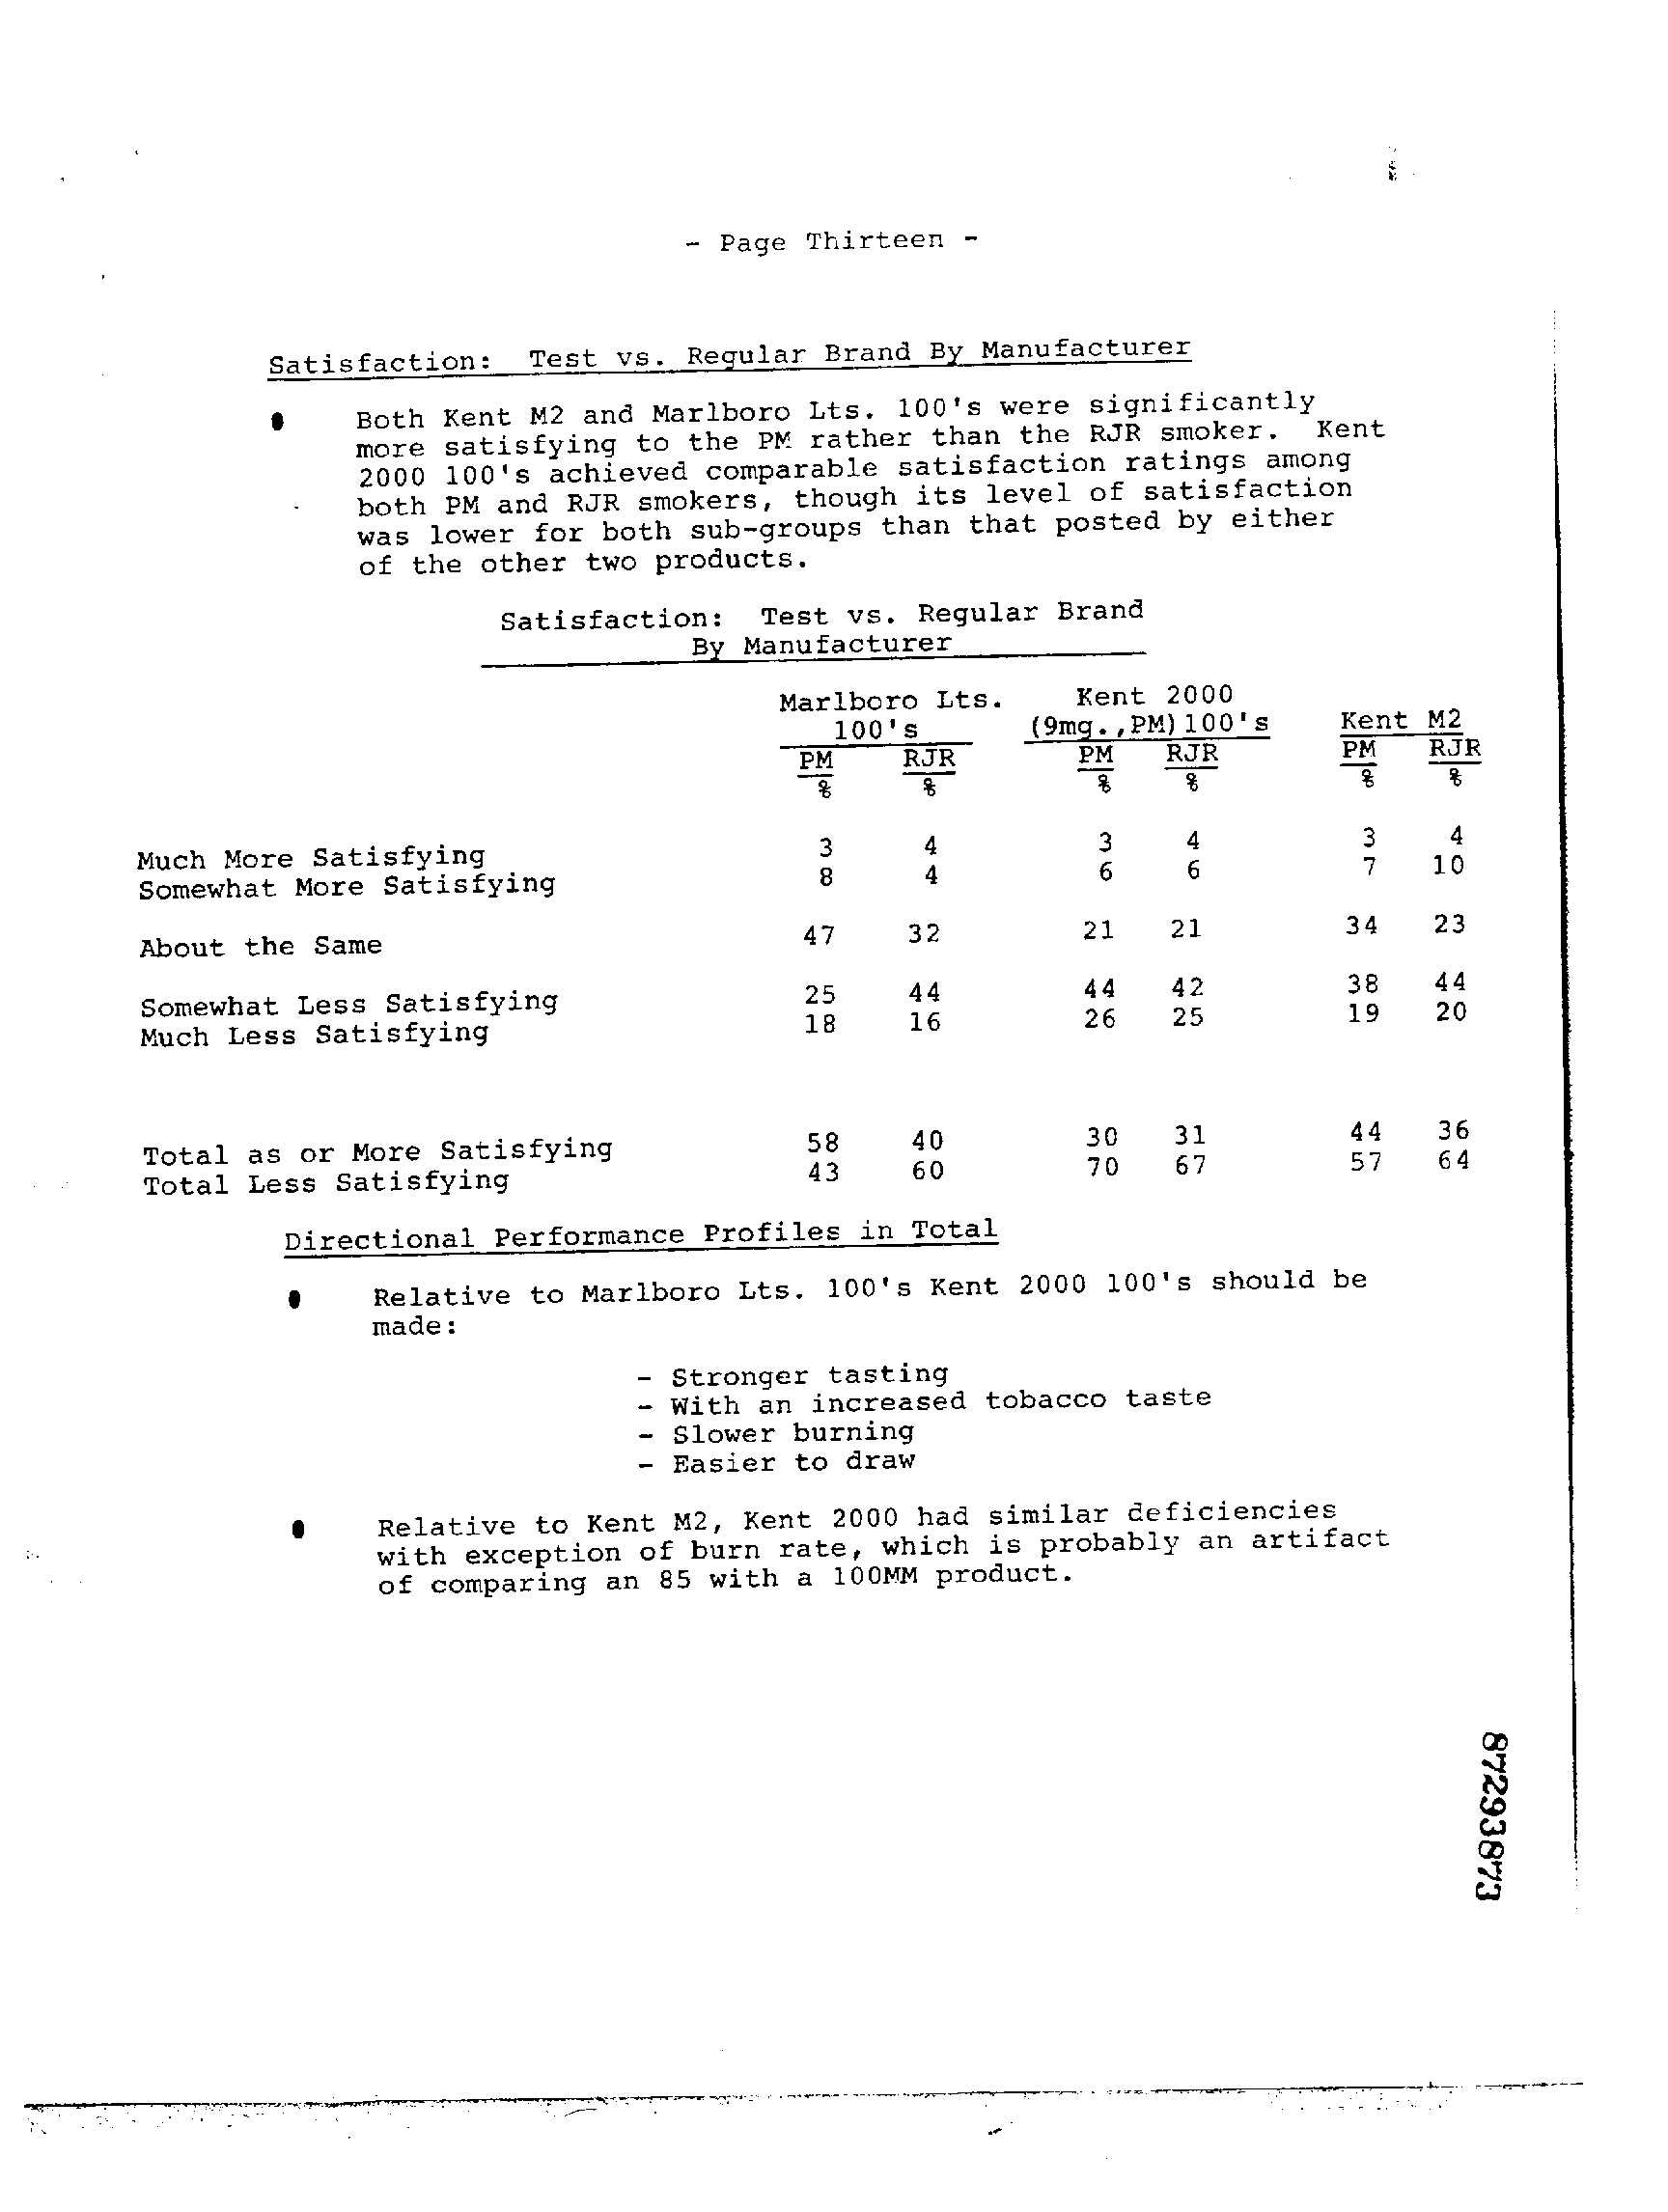 - Page Thirteen -
Satisfaction: Test vs. Regular Brand By Manufacturer
Both Kent M2 and Marlboro Lts. 100's were significantly
more satisfying to the PM rather than the RJR smoker. Kent
2000 100's achieved comparable satisfaction ratings among
both PM and RJR smokers, though its level of satisfaction
was lower for both sub-groups than that posted by either
of the other two products.
Satisfaction: Test vs. Regular Brand
By Manufacturer
Marlboro Lts. Kent 2000
100's (9mg.,PM)100's Kent M2
PM RJR PM RJR PM RJR
% % % % % %
Much More Satisfying 3 4 3 4 3 4
Somewhat More Satisfying 8 4 6 6 7 10
About the Same 47 32 21 21 34 23
Somewhat Less Satisfying 25 44 44 42 38 44
Much Less Satisfying 18 16 26 25 19 20
Total as or More Satisfying 58 40 30 31 44 36
Total Less Satisfying 43 60 70 67 57 64
Directional Performance Profiles in Total
Relative to Marlboro Lts. 100's Kent 2000 100's should be
made:
- Stronger tasting
- With an increased tobacco taste
- Slower burning
- Easier to draw
Relative to Kent M2, Kent 2000 had similar deficiencies
with exception of burn rate, which is probably an artifact
of comparing an 85 with a 100MM product.
87293873